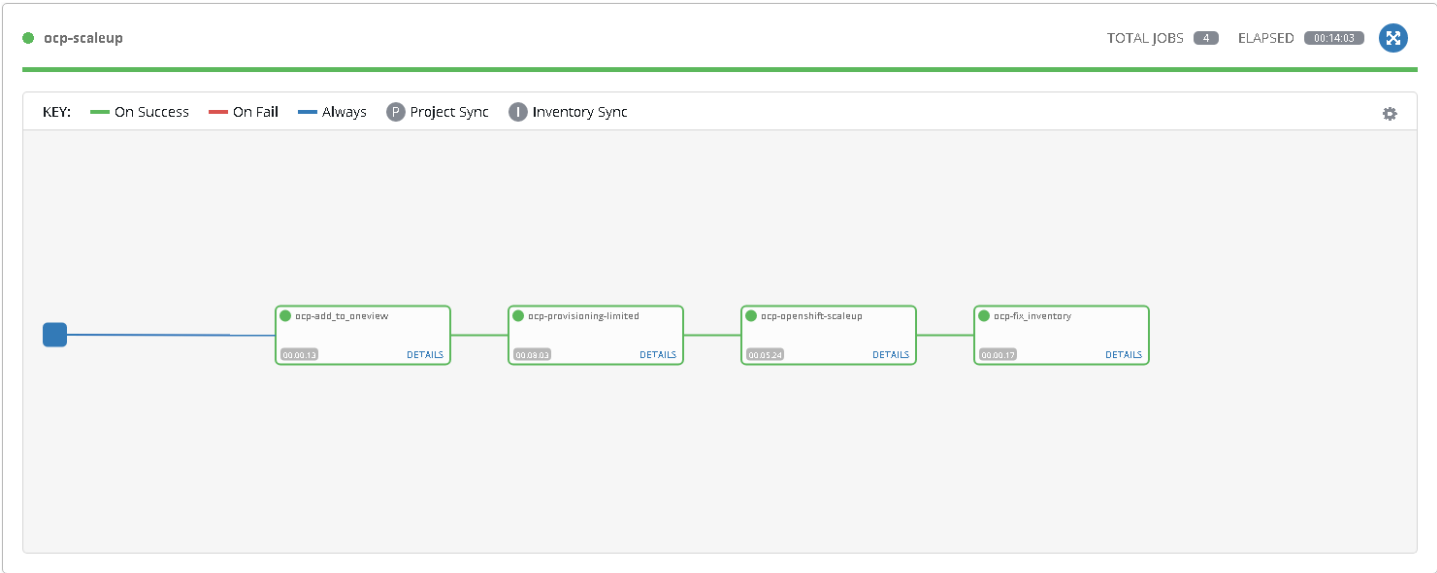 ocp-scaleup TOTAL JOBS 4 ELAPSED 00:14:03
KEY: On Success On Fail Always P Project Sync I Inventory Sync
ocp-add_to_oneview ocp-provisioning-limited ocp-openshift-scaleup ocp-fix_inventory
00:00:13 DETAILS 00:08:03 DETAILS 00:05:24 DETAILS 00:00:17 DETAILS